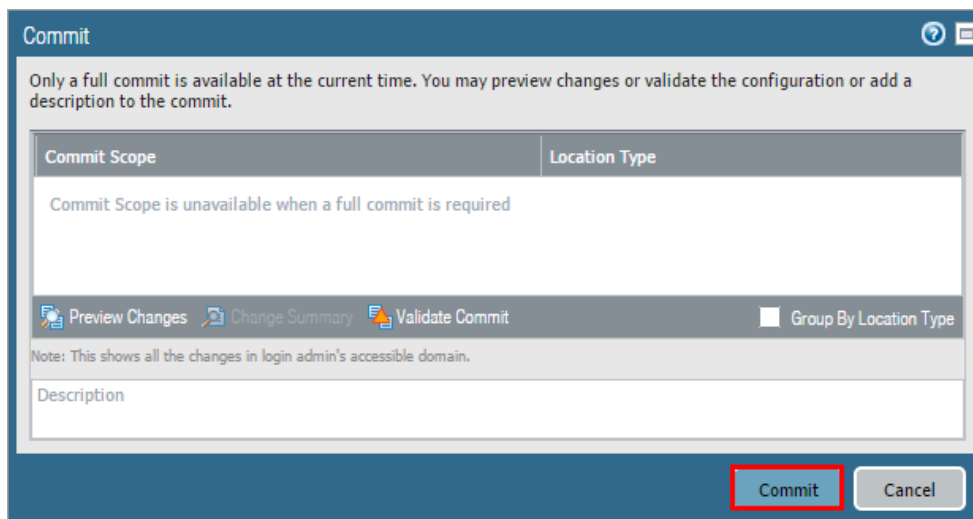 Commit
Only a full commit is available at the current time. You may preview changes or validate the configuration or add a
description to the commit.
Commit Scope Location Type
Commit Scope is unavailable when a full commit is required
Preview Changes Change Summary Validate Commit Group By Location Type
Note: This shows all the changes in login admin's accessible domain.
Description
Commit Cancel